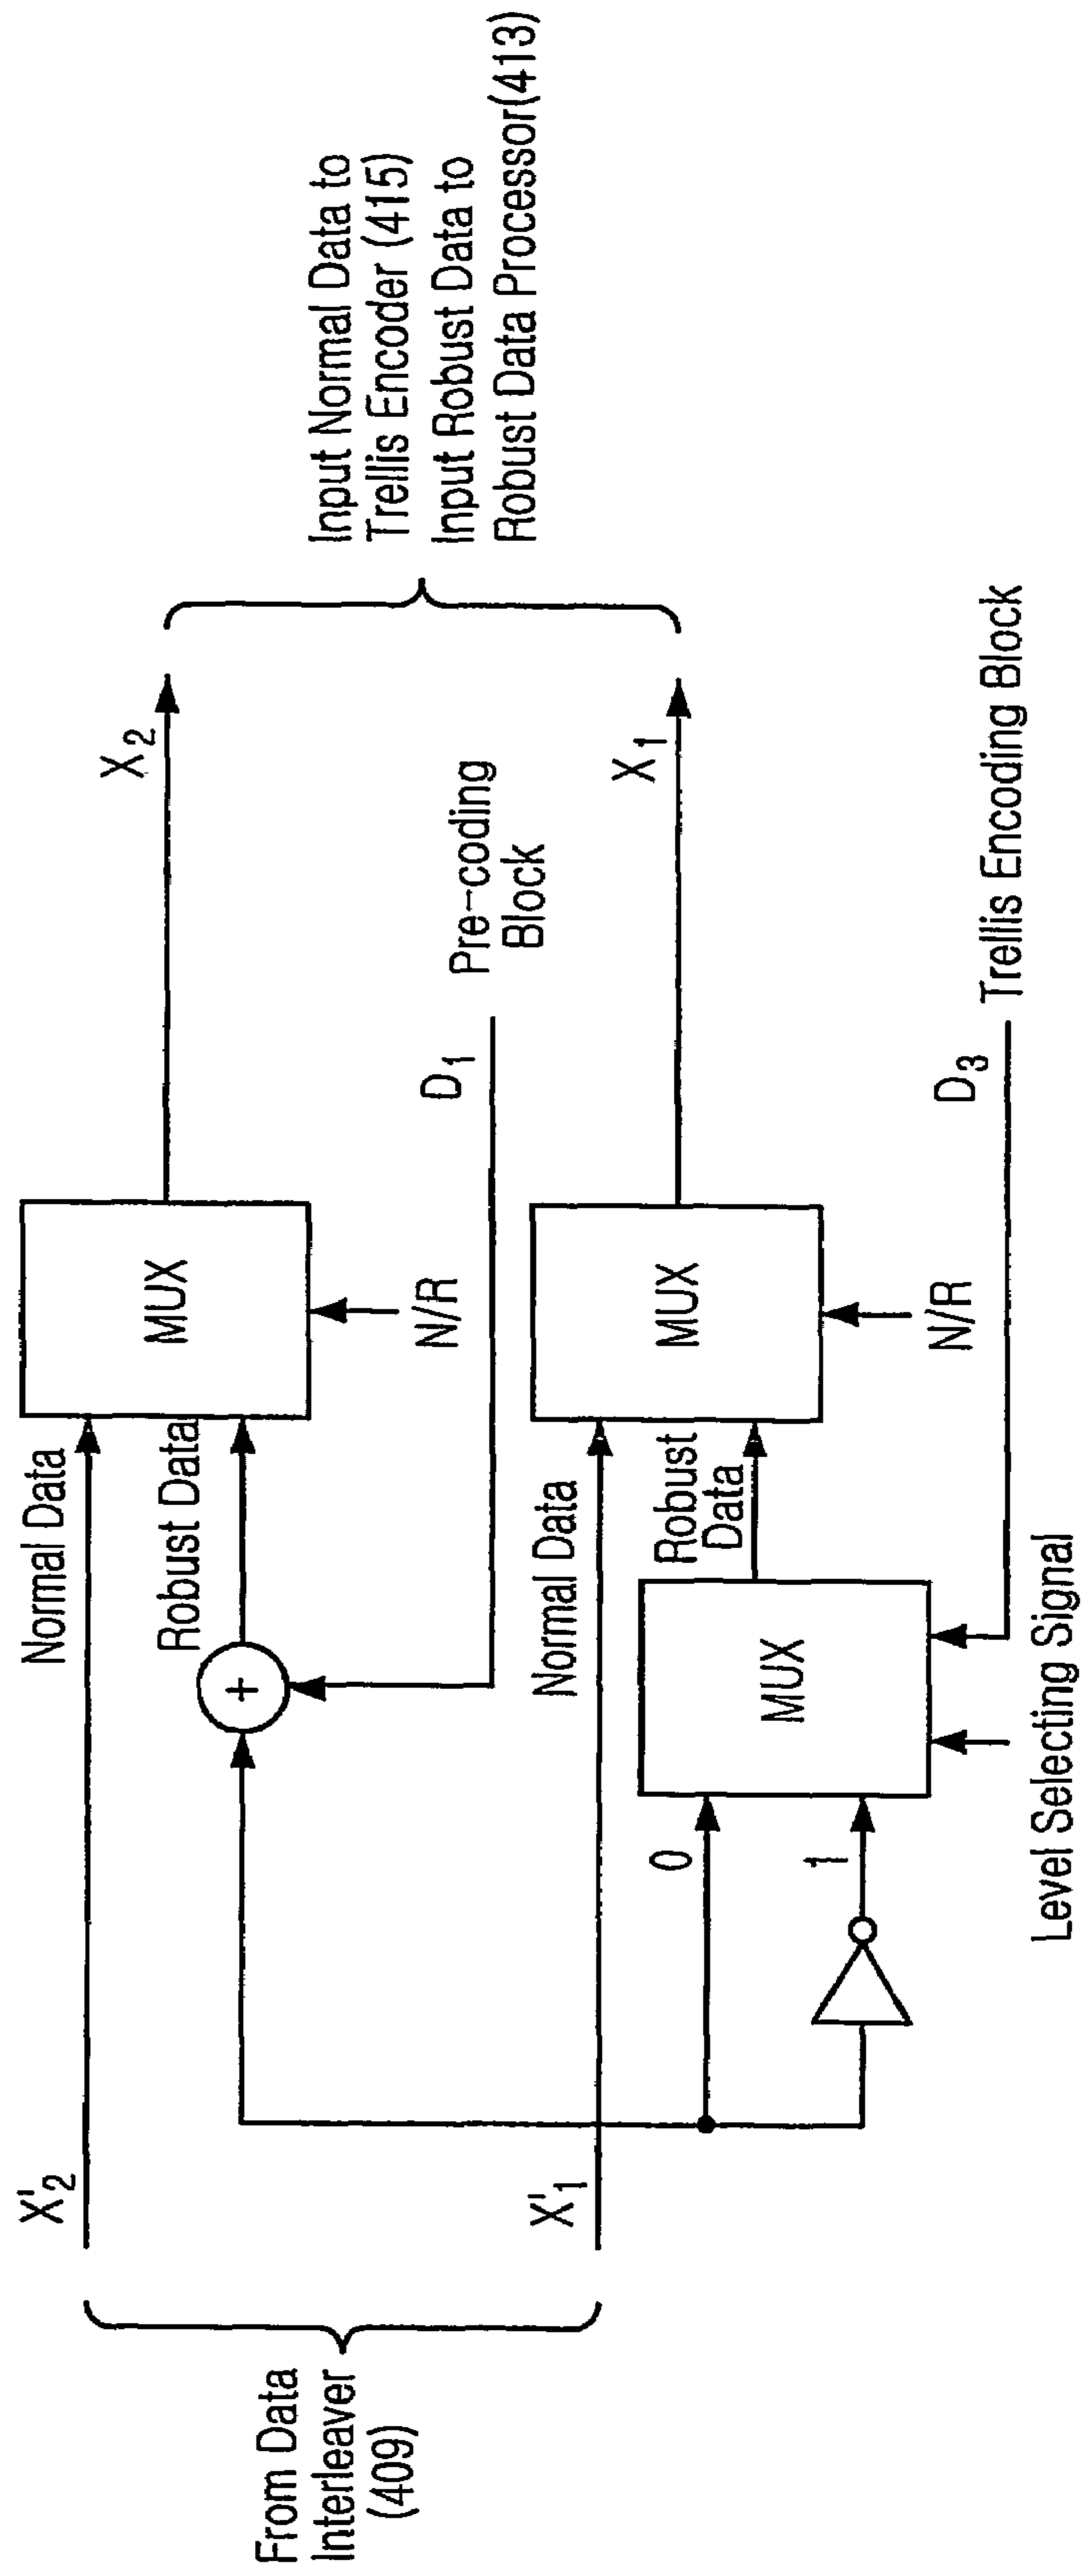 From Data
Interleaver
(409)
X'2
X'1
Normal Data
Robust Data
+
Normal Data
0
1
Robust
Data
MUX
Level Selecting Signal
MUX
N/R
MUX
N/R
D1
Pre-coding
Block
D3
Trellis Encoding Block
X2
X1
Input Normal Data to
Trellis Encoder (415)
Input Robust Data to
Robust Data Processor(413)